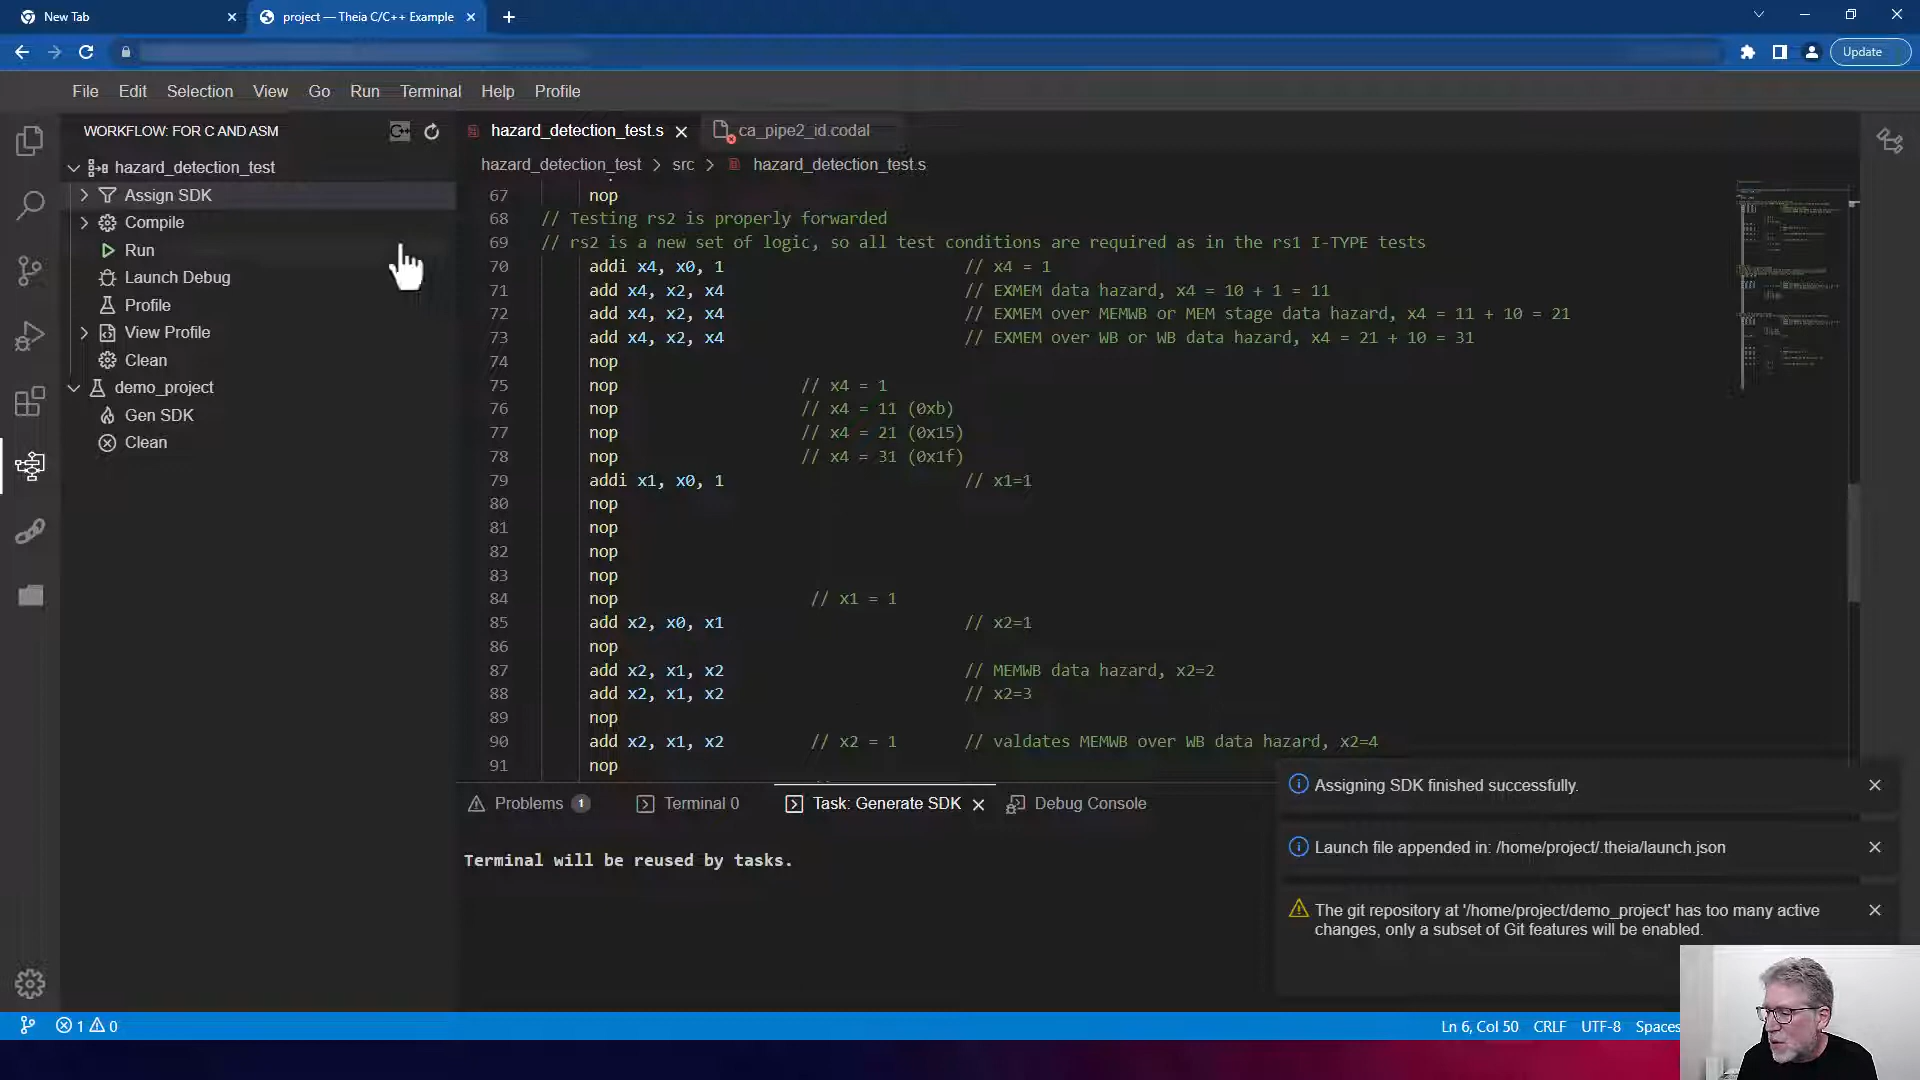 New Tab
project — Theia C/C++ Example
Update
File Edit Selection View Go Run Terminal Help Profile
WORKFLOW: FOR C AND ASM
hazard_detection_test
Assign SDK
Compile
Run
Launch Debug
Profile
View Profile
Clean
demo_project
Gen SDK
Clean
hazard_detection_test.s
ca_pipe2_id.codal
hazard_detection_test > src > hazard_detection_test.s
67 nop
68 // Testing rs2 is properly forwarded
69 // rs2 is a new set of logic, so all test conditions are required as in the rs1 I-TYPE tests
70 addi x4, x0, 1 // x4 = 1
71 add x4, x2, x4 // EXMEM data hazard, x4 = 10 + 1 = 11
72 add x4, x2, x4 // EXMEM over MEMWB or MEM stage data hazard, x4 = 11 + 10 = 21
73 add x4, x2, x4 // EXMEM over WB or WB data hazard, x4 = 21 + 10 = 31
74 nop
75 nop // x4 = 1
76 nop // x4 = 11 (0xb)
77 nop // x4 = 21 (0x15)
78 nop // x4 = 31 (0x1f)
79 addi x1, x0, 1 // x1=1
80 nop
81 nop
82 nop
83 nop
84 nop // x1 = 1
85 add x2, x0, x1 // x2=1
86 nop
87 add x2, x1, x2 // MEMWB data hazard, x2=2
88 add x2, x1, x2 // x2=3
89 nop
90 add x2, x1, x2 // x2 = 1 // valdates MEMWB over WB data hazard, x2=4
91 nop
Problems 1 Terminal 0 Task: Generate SDK Debug Console
Terminal will be reused by tasks.
Assigning SDK finished successfully.
Launch file appended in: /home/project/.theia/launch.json
The git repository at '/home/project/demo_project' has too many active
changes, only a subset of Git features will be enabled.
1 0
Ln 6, Col 50 CRLF UTF-8 Spaces